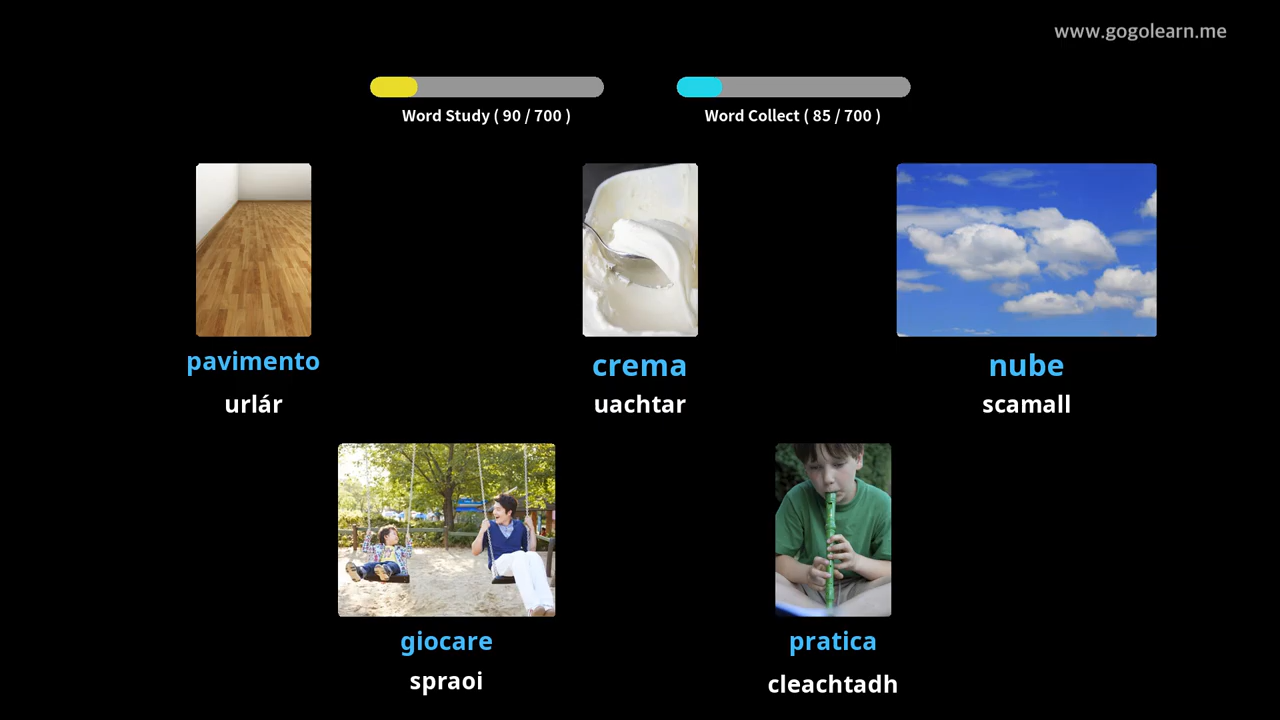 www.gogolearn.me
Word Study ( 90 / 700 )
Word Collect ( 85 / 700 )
pavimento
urlár
crema
uachtar
nube
scamall
giocare
spraoi
pratica
cleachtadh